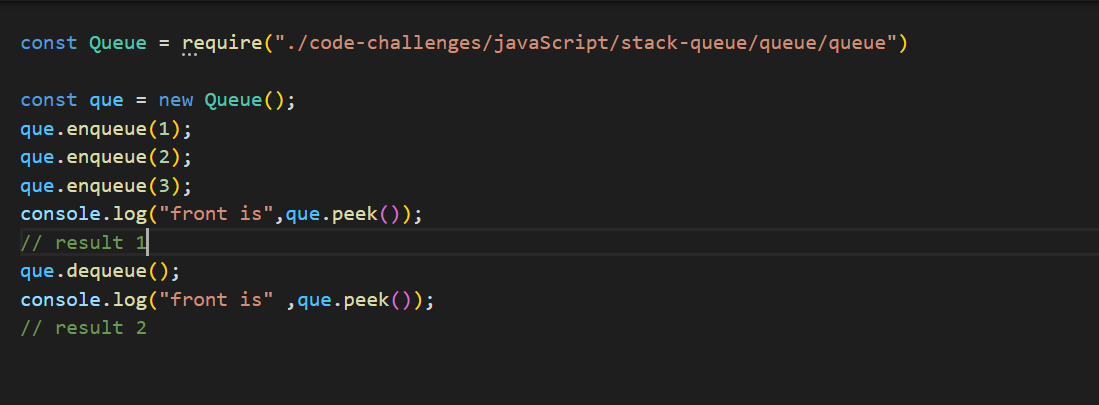 const Queue = require("./code-challenges/javaScript/stack-queue/queue/queue")
const que = new Queue();
que.enqueue(1);
que.enqueue(2);
que.enqueue(3);
console.log("front is",que.peek());
// result 1
que.dequeue();
console.log("front is" ,que.peek());
// result 2